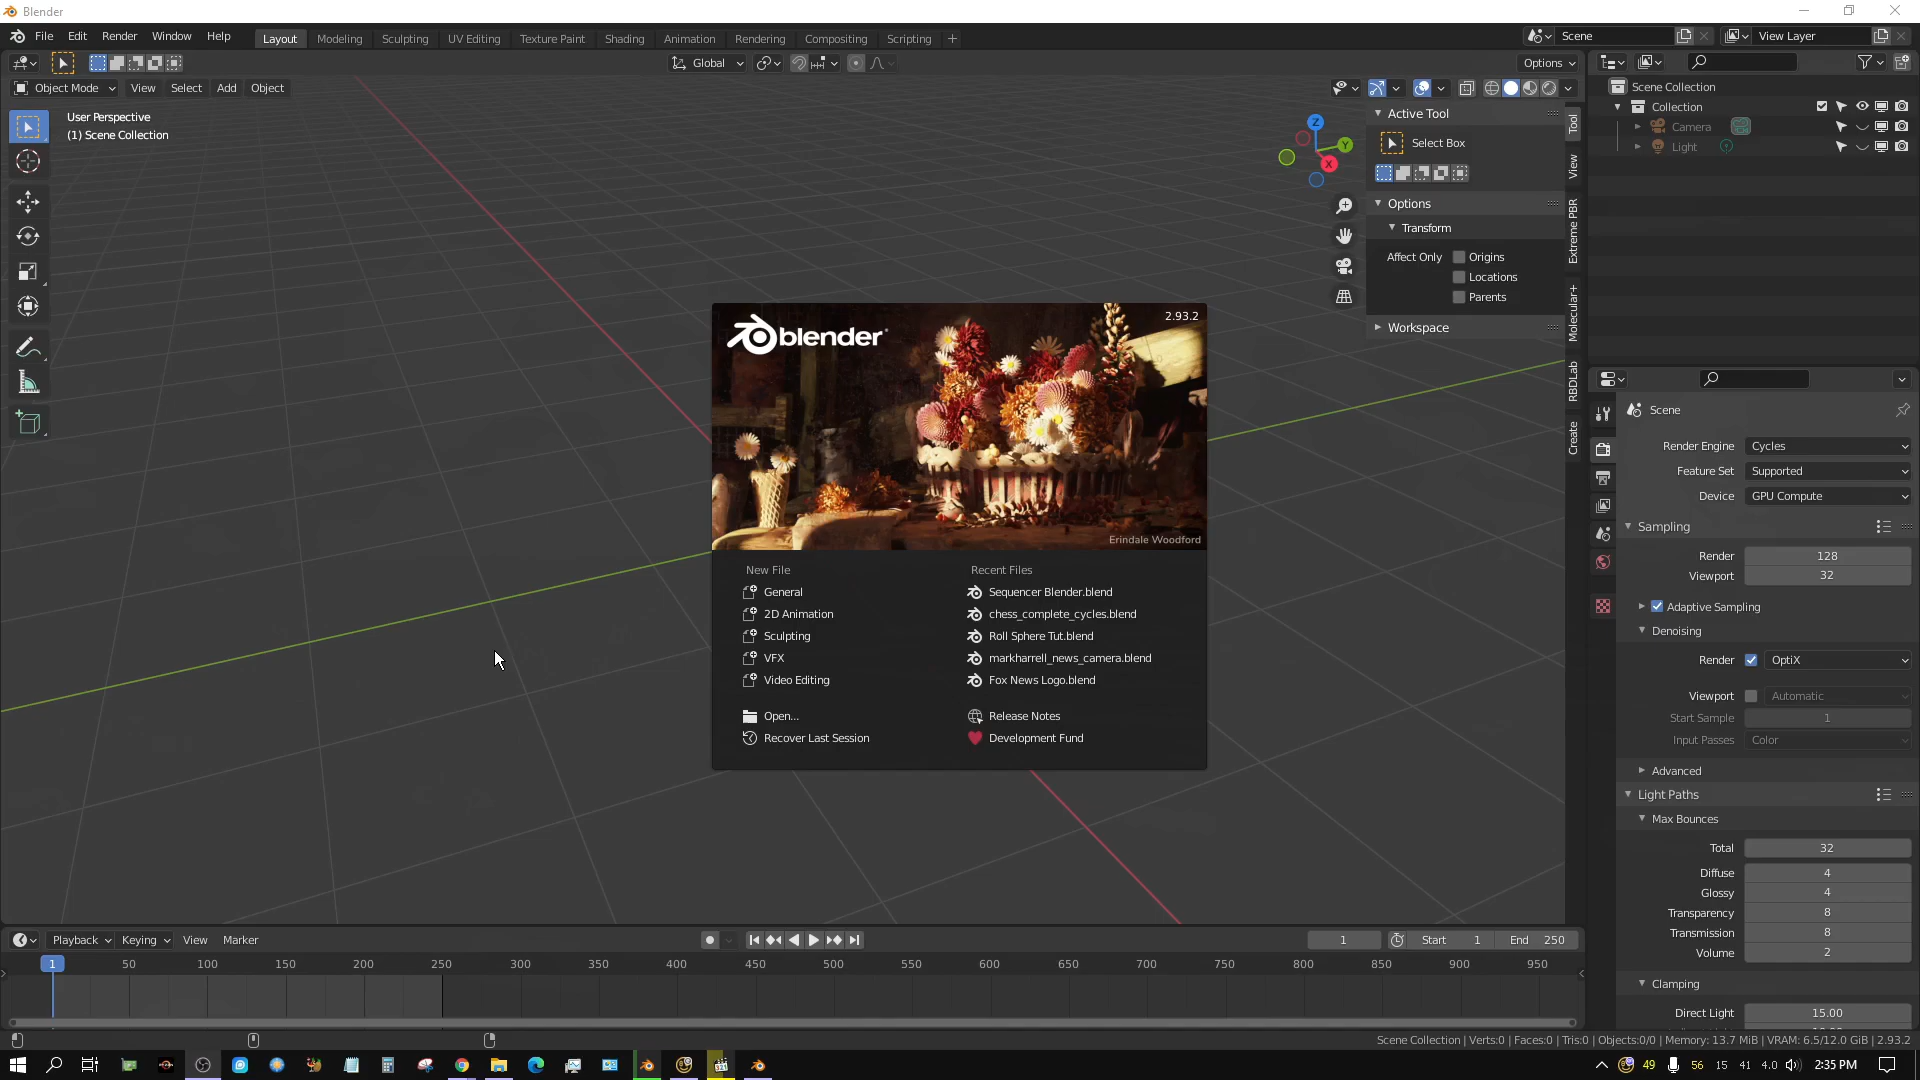 Blender
File Edit Render Window Help
Layout Modeling Sculpting UV Editing Texture Paint Shading Animation Rendering Compositing Scripting +
Scene
View Layer
Global
Options
Object Mode View Select Add Object
User Perspective
(1) Scene Collection
Z
Y
X
Active Tool
Select Box
Options
Transform
Affect Only Origins
Locations
Parents
Workspace
Tool
View
Extreme PBR
Molecular+
RBDLab
Create
Scene Collection
Collection
Camera
Light
Scene
Render Engine Cycles
Feature Set Supported
Device GPU Compute
Sampling
Render 128
Viewport 32
Adaptive Sampling
Denoising
Render OptiX
Viewport Automatic
Start Sample 1
Input Passes Color
Advanced
Light Paths
Max Bounces
Total 32
Diffuse 4
Glossy 4
Transparency 8
Transmission 8
Volume 2
Clamping
Direct Light 15.00
blender
2.93.2
Erindale Woodford
New File
General
2D Animation
Sculpting
VFX
Video Editing
Open...
Recover Last Session
Recent Files
Sequencer Blender.blend
chess_complete_cycles.blend
Roll Sphere Tut.blend
markharrell_news_camera.blend
Fox News Logo.blend
Release Notes
Development Fund
Playback Keying View Marker
1 Start 1 End 250
1 50 100 150 200 250 300 350 400 450 500 550 600 650 700 750 800 850 900 950
Scene Collection | Verts:0 | Faces:0 | Tris:0 | Objects:0/0 | Memory: 13.7 MiB | VRAM: 6.5/12.0 GiB | 2.93.2
49 56 15 41 4.0 2:35 PM